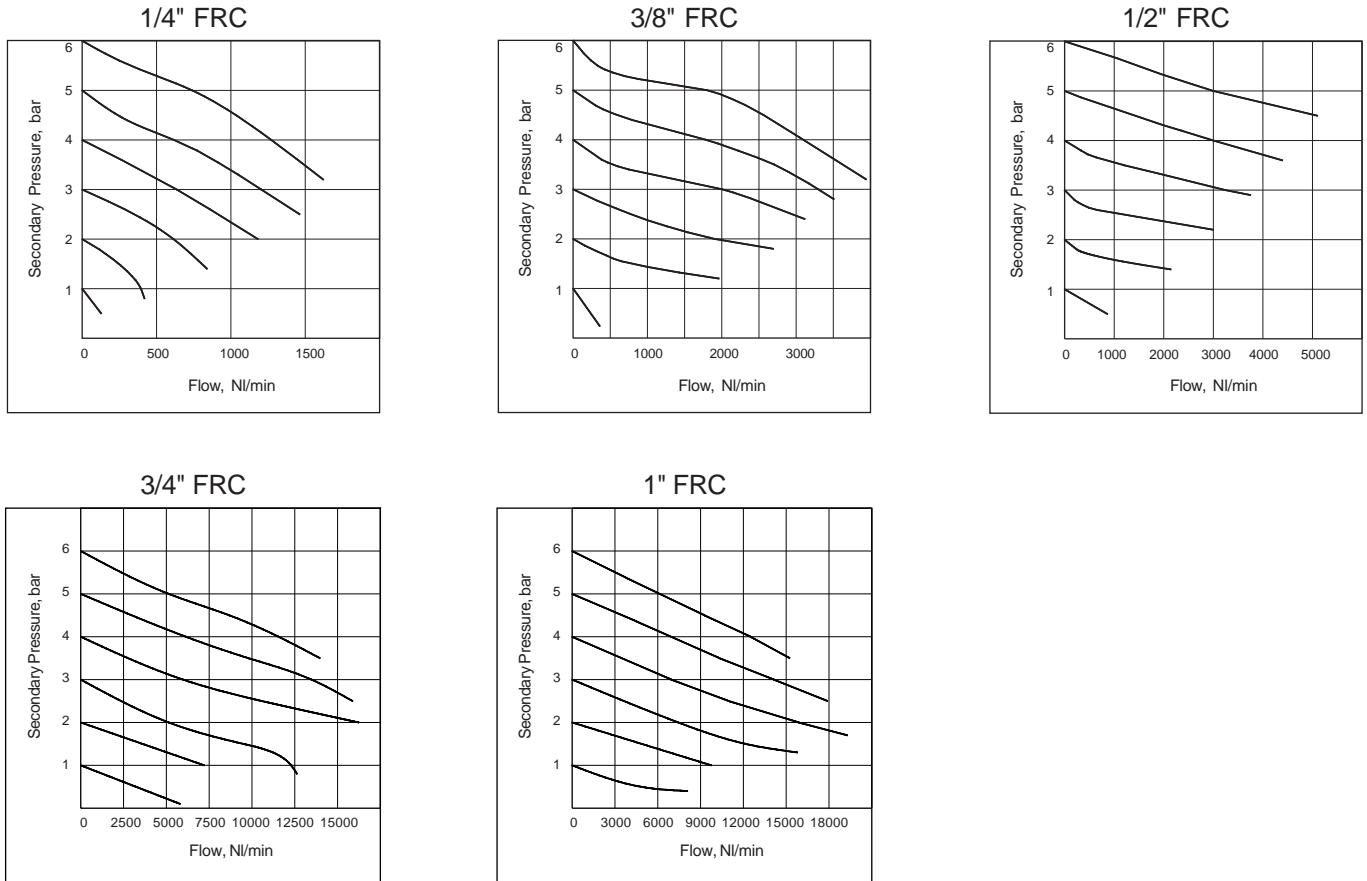 1/4" FRC
6
5
4
3
2
1
Secondary Pressure, bar
0 500 1000 1500
Flow, Nl/min
3/8" FRC
6
5
4
3
2
1
Secondary Pressure, bar
0 1000 2000 3000
Flow, Nl/min
1/2" FRC
6
5
4
3
2
1
Secondary Pressure, bar
0 1000 2000 3000 4000 5000
Flow, Nl/min
3/4" FRC
6
5
4
3
2
1
Secondary Pressure, bar
0 2500 5000 7500 10000 12500 15000
Flow, Nl/min
1" FRC
6
5
4
3
2
1
Secondary Pressure, bar
0 3000 6000 9000 12000 15000 18000
Flow, Nl/min